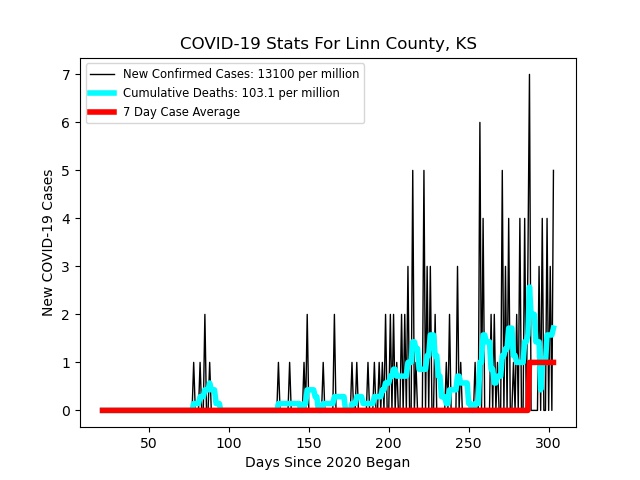 COVID-19 Stats For Linn County, KS
New Confirmed Cases: 13100 per million
Cumulative Deaths: 103.1 per million
7 Day Case Average
New COVID-19 Cases
7
6
5
4
3
2
1
0
50 100 150 200 250 300
Days Since 2020 Began